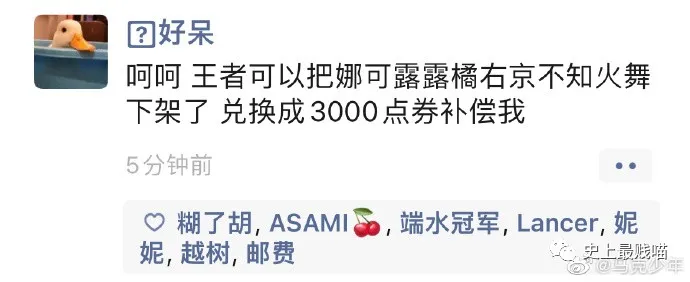 ?好呆
呵呵 王者可以把娜可露露橘右京不知火舞
下架了 兑换成3000点券补偿我
5分钟前
糊了胡, ASAMI🍒, 端水冠军, Lancer, 妮
妮, 越树, 邮费
史上最贱喵
@马克少年